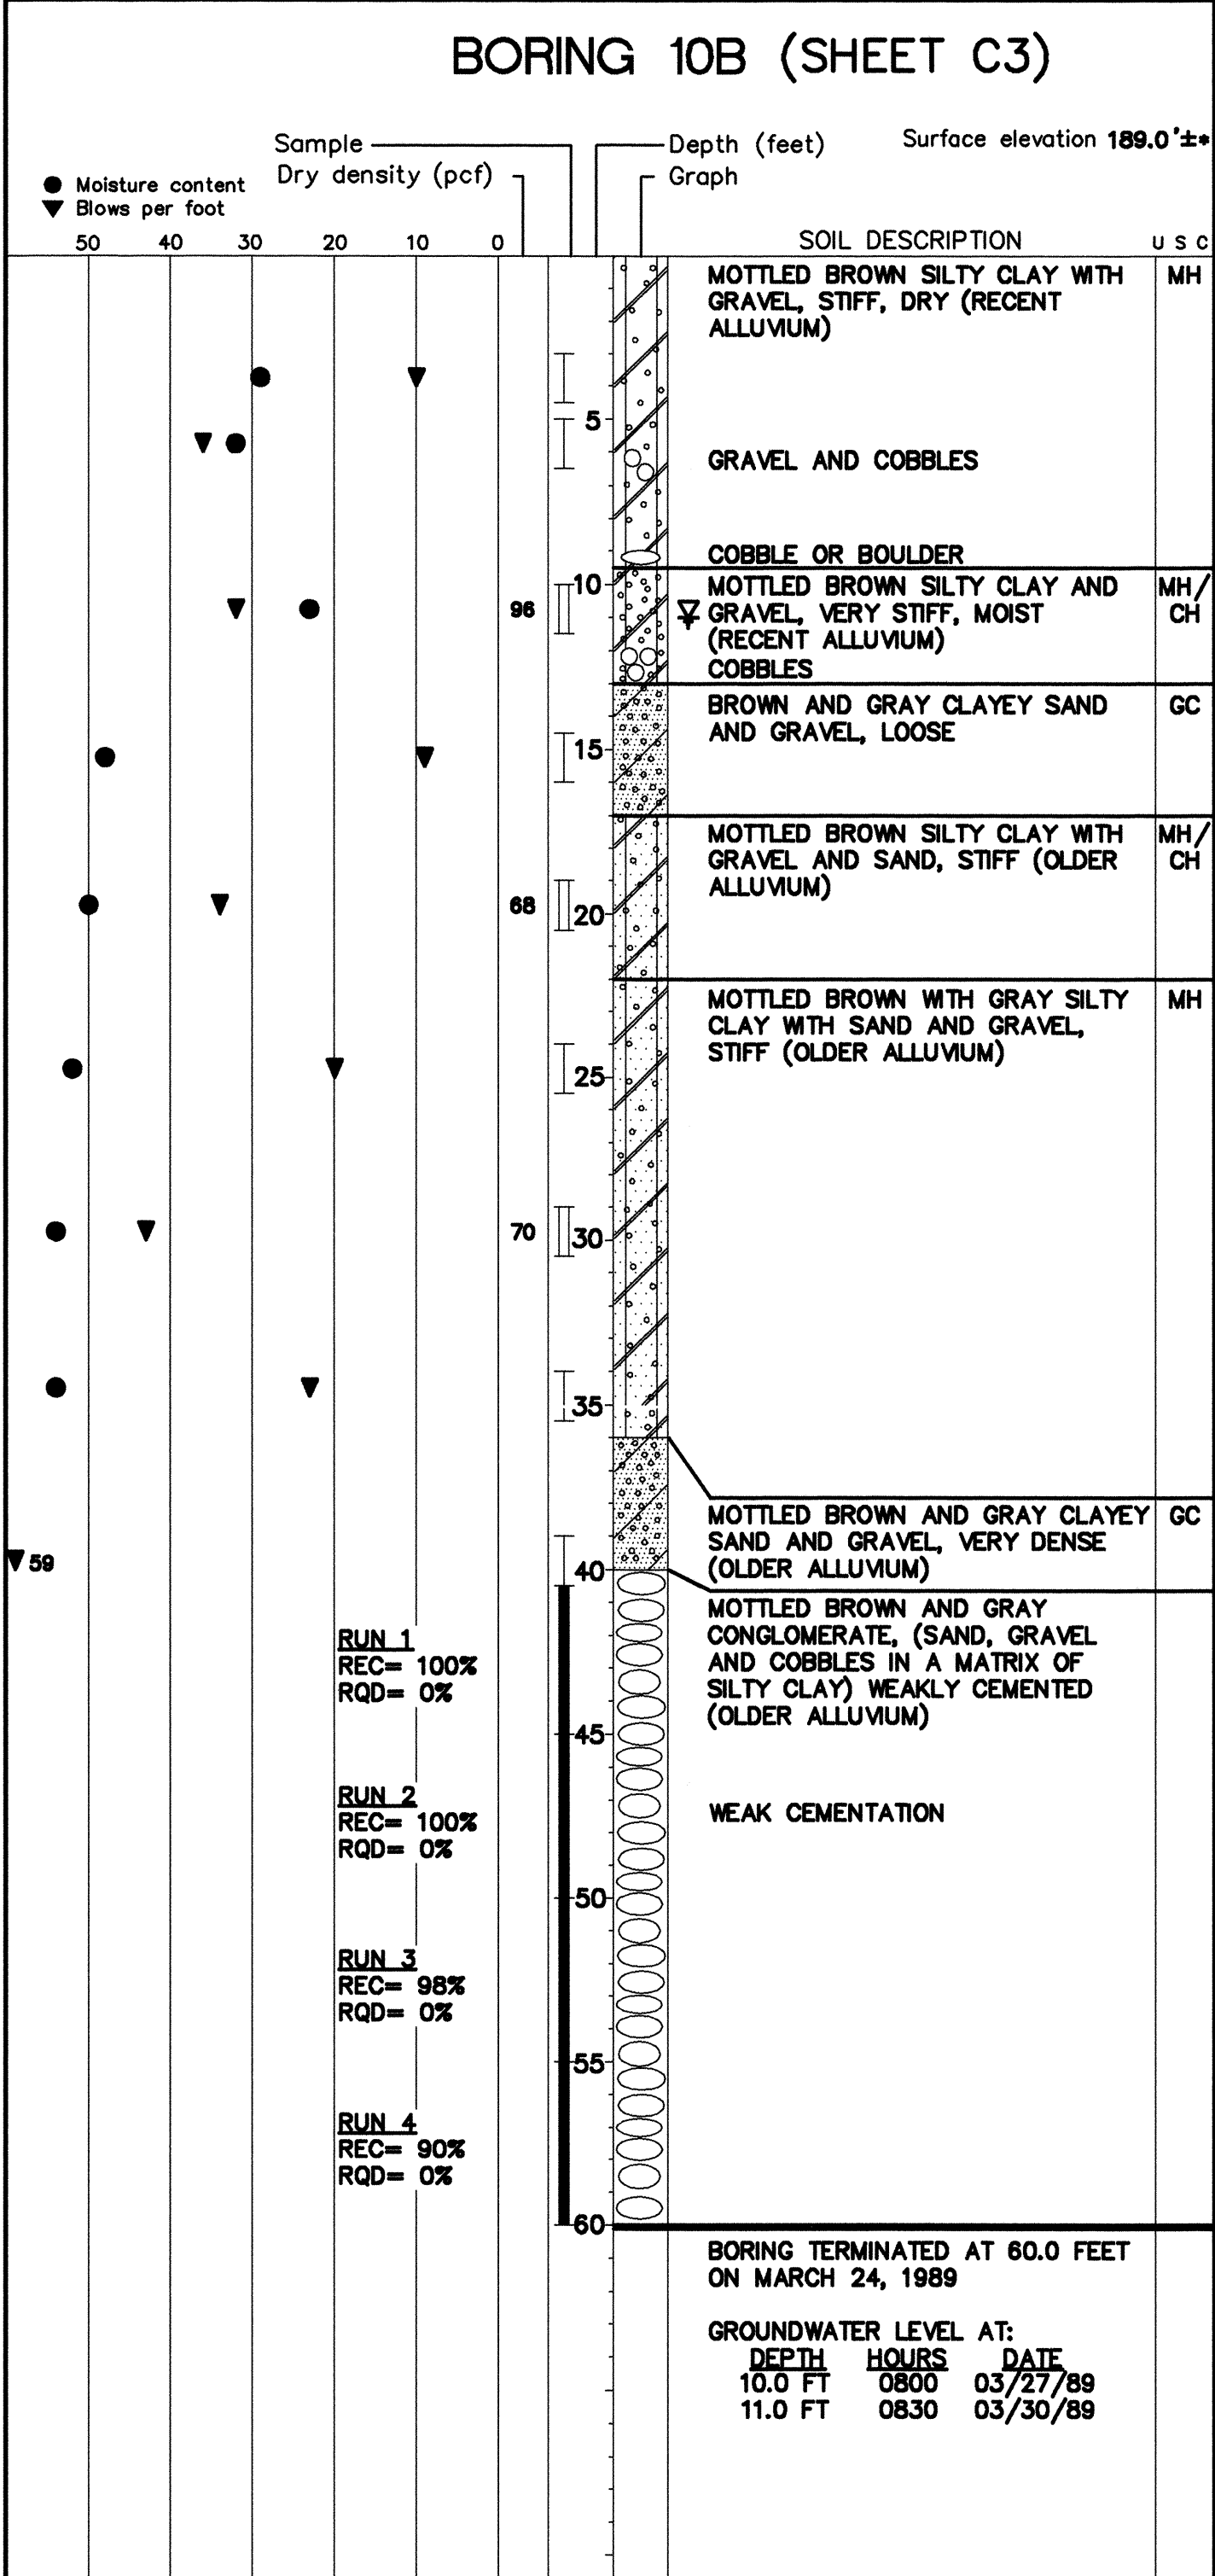 BORING 10B (SHEET C3)
Sample
Depth (feet)
Surface elevation 189.0'±*
Dry density (pcf)
Graph
Moisture content
Blows per foot
50 40 30 20 10 0
SOIL DESCRIPTION
U S C
MOTTLED BROWN SILTY CLAY WITH
GRAVEL, STIFF, DRY (RECENT
ALLUVIUM)
MH
5
GRAVEL AND COBBLES
COBBLE OR BOULDER
10
96
MOTTLED BROWN SILTY CLAY AND
GRAVEL, VERY STIFF, MOIST
(RECENT ALLUVIUM)
COBBLES
MH/
CH
BROWN AND GRAY CLAYEY SAND
AND GRAVEL, LOOSE
GC
15
MOTTLED BROWN SILTY CLAY WITH
GRAVEL AND SAND, STIFF (OLDER
ALLUVIUM)
MH/
CH
68
20
MOTTLED BROWN WITH GRAY SILTY
CLAY WITH SAND AND GRAVEL,
STIFF (OLDER ALLUVIUM)
MH
25
70
30
35
MOTTLED BROWN AND GRAY CLAYEY
SAND AND GRAVEL, VERY DENSE
(OLDER ALLUVIUM)
GC
59
40
MOTTLED BROWN AND GRAY
CONGLOMERATE, (SAND, GRAVEL
AND COBBLES IN A MATRIX OF
SILTY CLAY) WEAKLY CEMENTED
(OLDER ALLUVIUM)
RUN 1
REC= 100%
RQD= 0%
45
RUN 2
REC= 100%
RQD= 0%
WEAK CEMENTATION
50
RUN 3
REC= 98%
RQD= 0%
55
RUN 4
REC= 90%
RQD= 0%
60
BORING TERMINATED AT 60.0 FEET
ON MARCH 24, 1989
GROUNDWATER LEVEL AT:
DEPTH HOURS DATE
10.0 FT 0800 03/27/89
11.0 FT 0830 03/30/89